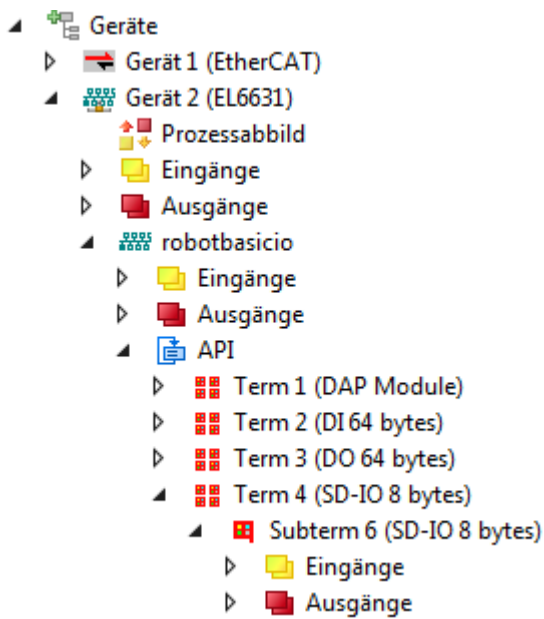 Geräte
Gerät 1 (EtherCAT)
Gerät 2 (EL6631)
Prozessabbild
Eingänge
Ausgänge
robotbasicio
Eingänge
Ausgänge
API
Term 1 (DAP Module)
Term 2 (DI 64 bytes)
Term 3 (DO 64 bytes)
Term 4 (SD-IO 8 bytes)
Subterm 6 (SD-IO 8 bytes)
Eingänge
Ausgänge